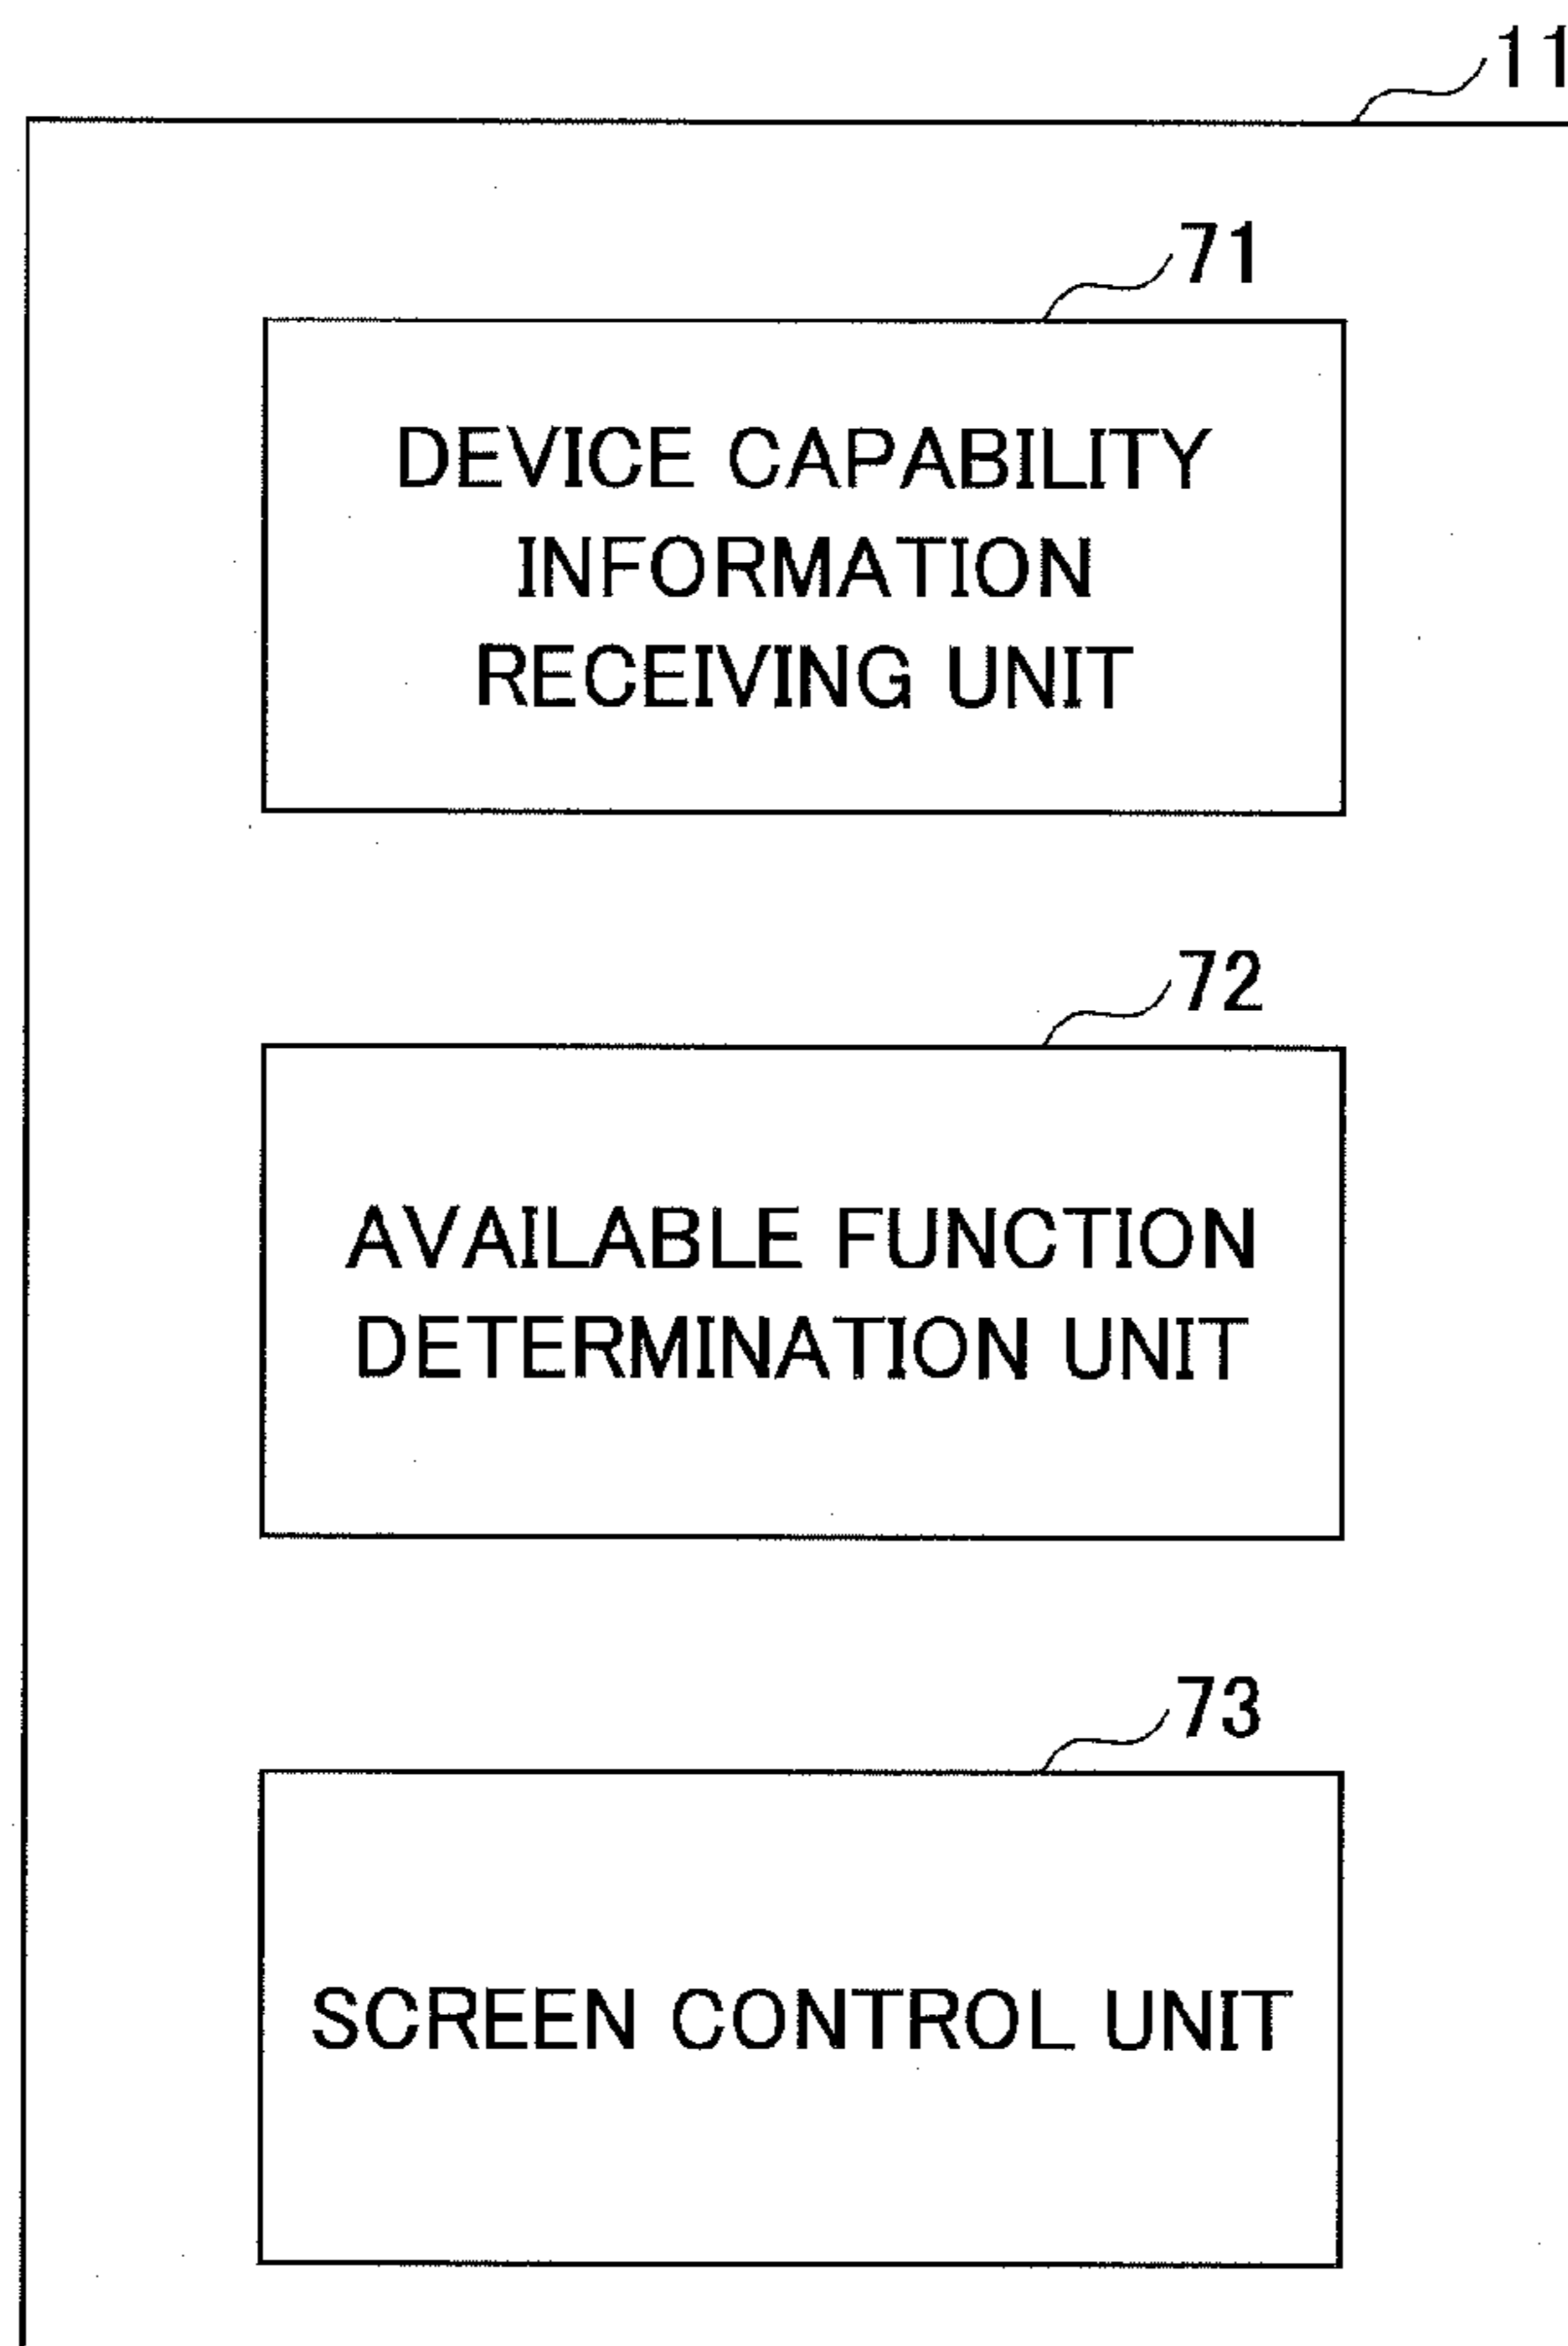 11
71
DEVICE CAPABILITY
INFORMATION
RECEIVING UNIT
72
AVAILABLE FUNCTION
DETERMINATION UNIT
73
SCREEN CONTROL UNIT